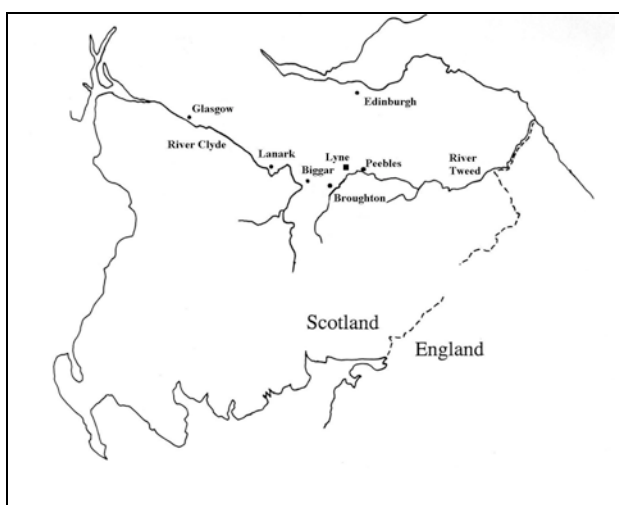 Edinburgh
Glasgow
River Clyde
Lanark
Lyne
Peebles
Biggar
River
Tweed
Broughton
Scotland
England